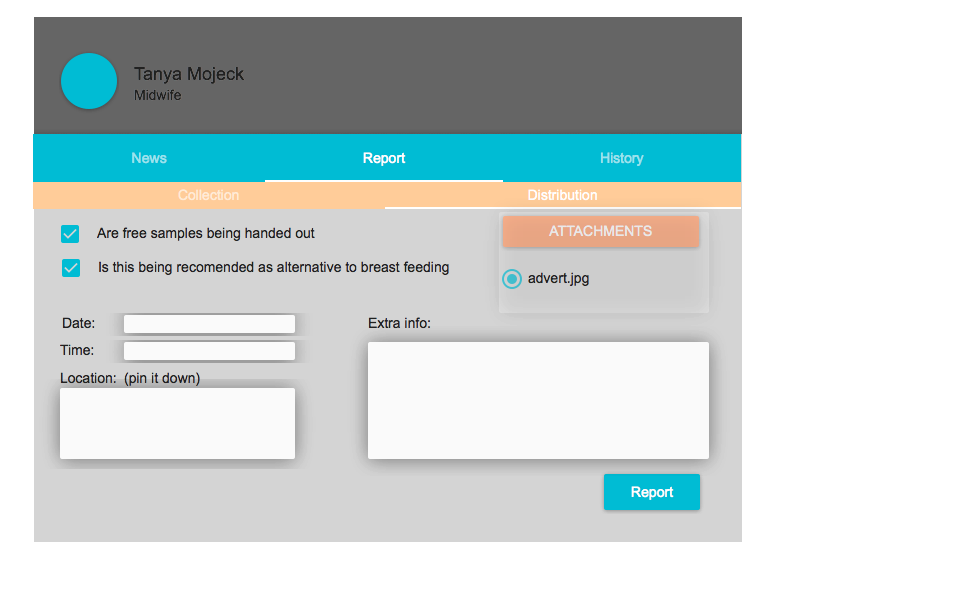 Tanya Mojeck
Midwife
News
Report
History
Collection
Distribution
Are free samples being handed out
ATTACHMENTS
Is this being recomended as alternative to breast feeding
advert.jpg
Date:
Extra info:
Time:
Location: (pin it down)
Report